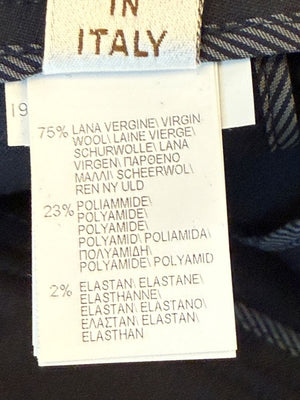 IN
ITALY
19
75% LANA VERGINE\ VIRGIN
WOOL\ LAINE VIERGE\
SCHURWOLLE\ LANA
VIRGEN\ ΠΑΡΘΕΝΟ
ΜΑΛΛΙ\ SCHEERWOL\
REN NY ULD
23% POLIAMMIDE\
POLYAMIDE\
POLYAMIDE\
POLYAMID\ POLIAMIDA\
ΠΟΛΥΑΜΙΔΗ\
POLYAMIDE\ POLYAMID
2% ELASTAN\ ELASTANE\
ELASTHANNE\
ELASTAN\ ELASTANO\
ΕΛΑΣΤΑΝ\ ELASTAN\
ELASTHAN